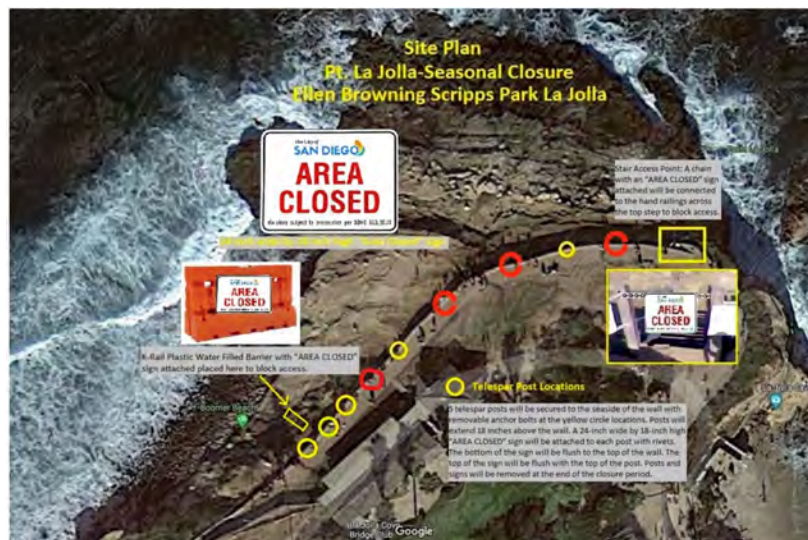 Site Plan
Pt. La Jolla-Seasonal Closure
Ellen Browning Scripps Park La Jolla
SAN DIEGO
AREA
CLOSED
Stair Access Point: A chain
with an "AREA CLOSED" sign
attached will be connected
to the hand railings across
the top step to block access.
AREA
CLOSED
AREA
CLOSED
K-Rail Plastic Water Filled Barrier with "AREA CLOSED"
sign attached placed here to block access.
Telespar Post Locations
5 telespar posts will be secured to the seaside of the wall with
removable anchor bolts at the yellow circle locations. Posts will
extend 18 inches above the wall. A 24-inch wide by 18-inch high
"AREA CLOSED" sign will be attached to each post with rivets.
The bottom of the sign will be flush to the top of the wall. The
top of the sign will be flush with the top of the post. Posts and
signs will be removed at the end of the closure period.
Boomer Beach
Bridge Club
Google